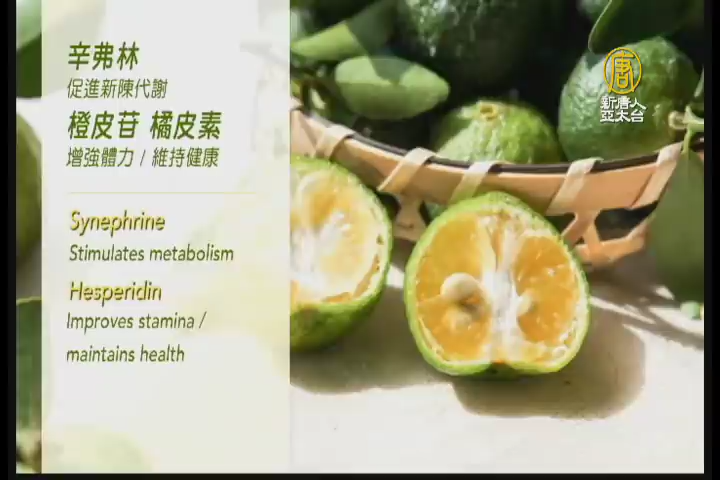 辛弗林
促進新陳代謝
橙皮苷 橘皮素
增強體力 / 維持健康
Synephrine
Stimulates metabolism
Hesperidin
Improves stamina /
maintains health
唐
新唐人
亞太台